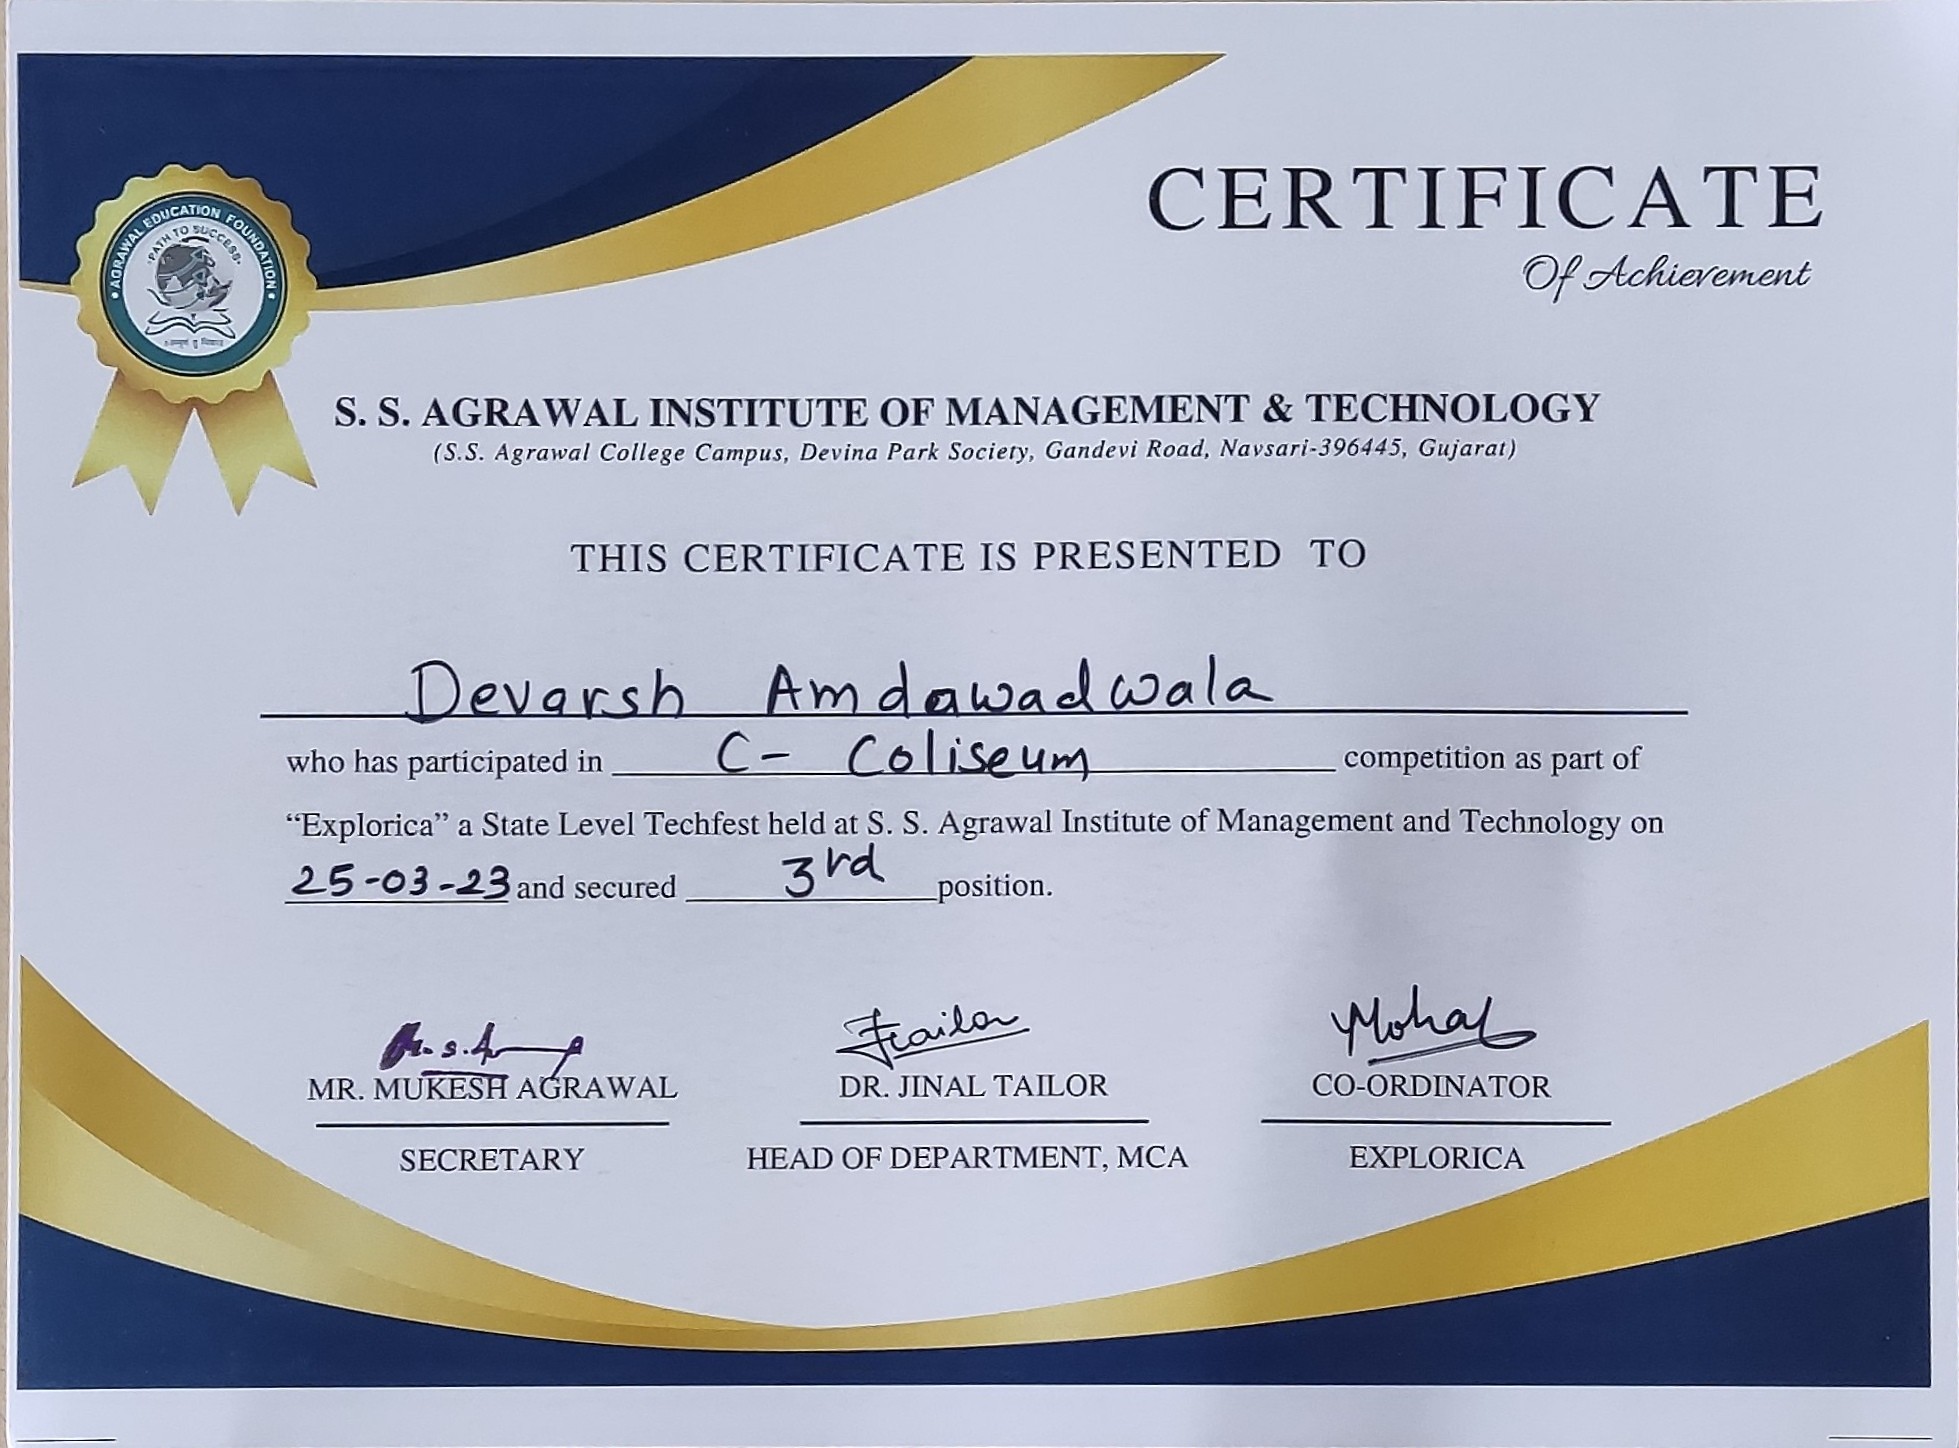 AGRAWAL EDUCATION FOUNDATION
PATH TO SUCCESS
CERTIFICATE
Of Achievement
S. S. AGRAWAL INSTITUTE OF MANAGEMENT & TECHNOLOGY
(S.S. Agrawal College Campus, Devina Park Society, Gandevi Road, Navsari-396445, Gujarat)
THIS CERTIFICATE IS PRESENTED TO
Devarsh Amdawadwala
who has participated in C- Coliseum competition as part of
“Explorica” a State Level Techfest held at S. S. Agrawal Institute of Management and Technology on
25-03-23 and secured 3rd position.
MR. MUKESH AGRAWAL DR. JINAL TAILOR CO-ORDINATOR
SECRETARY HEAD OF DEPARTMENT, MCA EXPLORICA